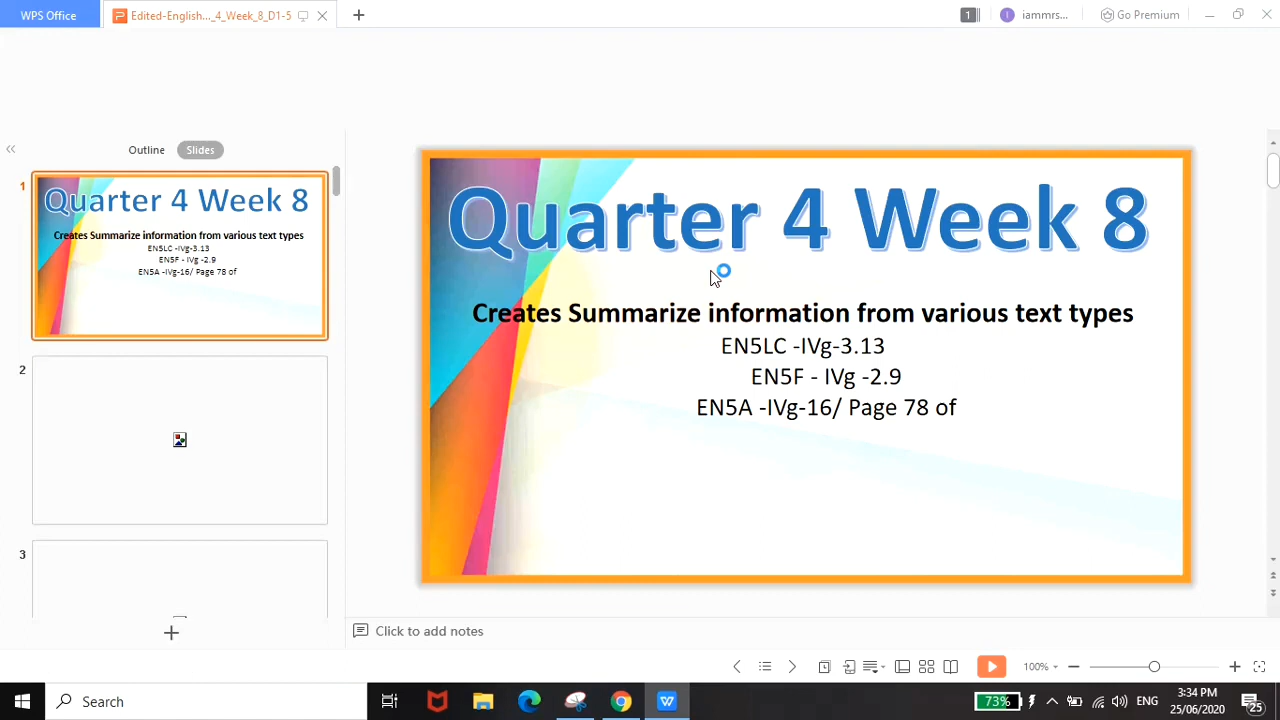 WPS Office
Edited-English..._4_Week_8_D1-5
1
iammrs...
Go Premium
Outline
Slides
1
Quarter 4 Week 8
Creates Summarize information from various text types
EN5LC -IVg-3.13
EN5F - IVg -2.9
EN5A -IVg-16/ Page 78 of
2
3
Quarter 4 Week 8
Creates Summarize information from various text types
EN5LC -IVg-3.13
EN5F - IVg -2.9
EN5A -IVg-16/ Page 78 of
Click to add notes
100%
Search
73%
ENG
3:34 PM
25/06/2020
25